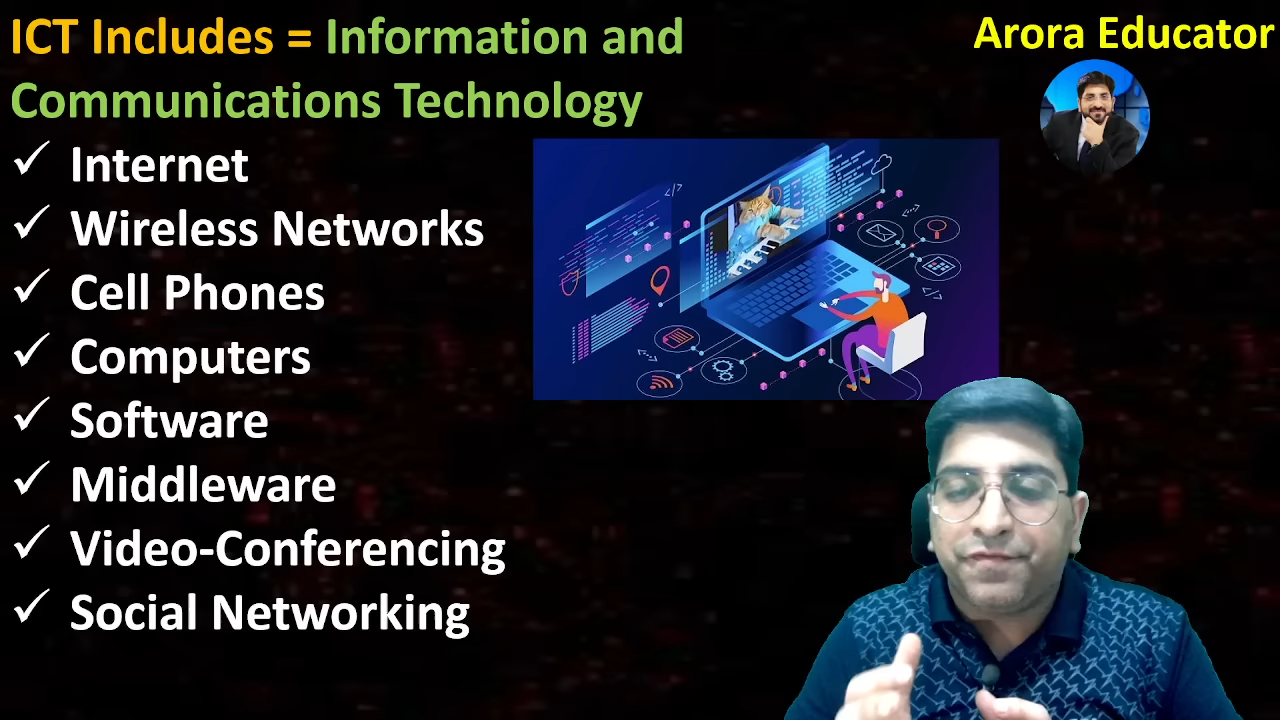 ICT Includes = Information and
Communications Technology
Arora Educator
✓ Internet
✓ Wireless Networks
✓ Cell Phones
✓ Computers
✓ Software
✓ Middleware
✓ Video-Conferencing
✓ Social Networking